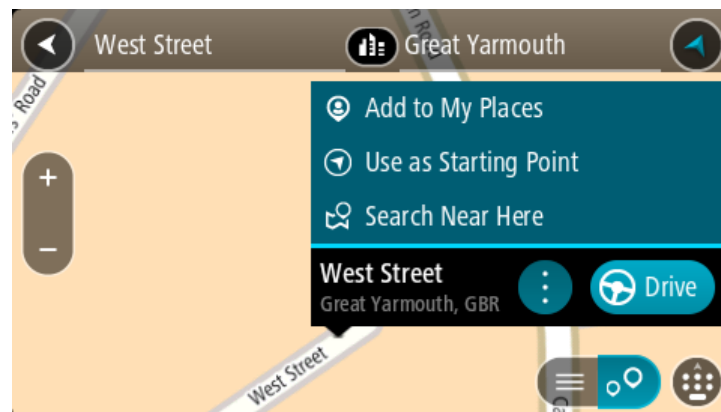 West Street
Great Yarmouth
Road
Add to My Places
Use as Starting Point
Search Near Here
West Street
Great Yarmouth, GBR
Drive
West Street